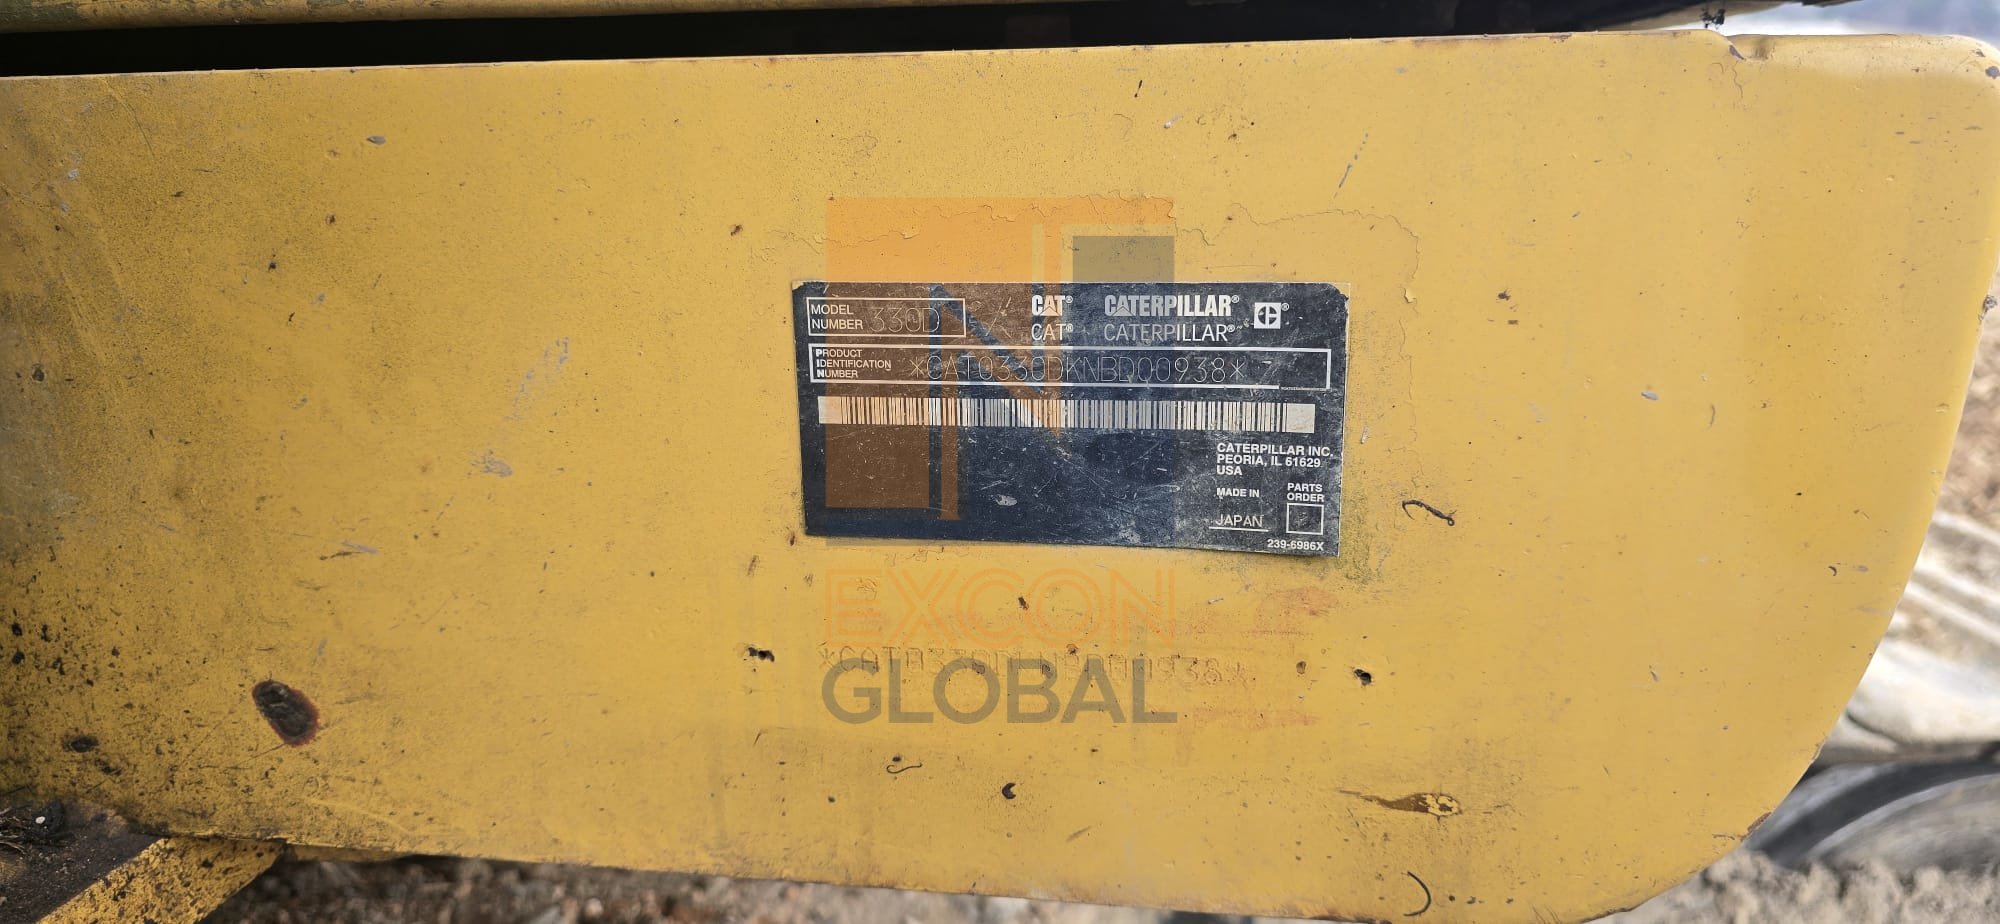 MODEL NUMBER 330D
CAT® CATERPILLAR®
CAT® CATERPILLAR®
PRODUCT IDENTIFICATION NUMBER *CAT0330DKNBD00938*
CATERPILLAR INC.
PEORIA, IL 61629
USA
MADE IN
JAPAN
PARTS
ORDER
239-6986X
EXCON
GLOBAL